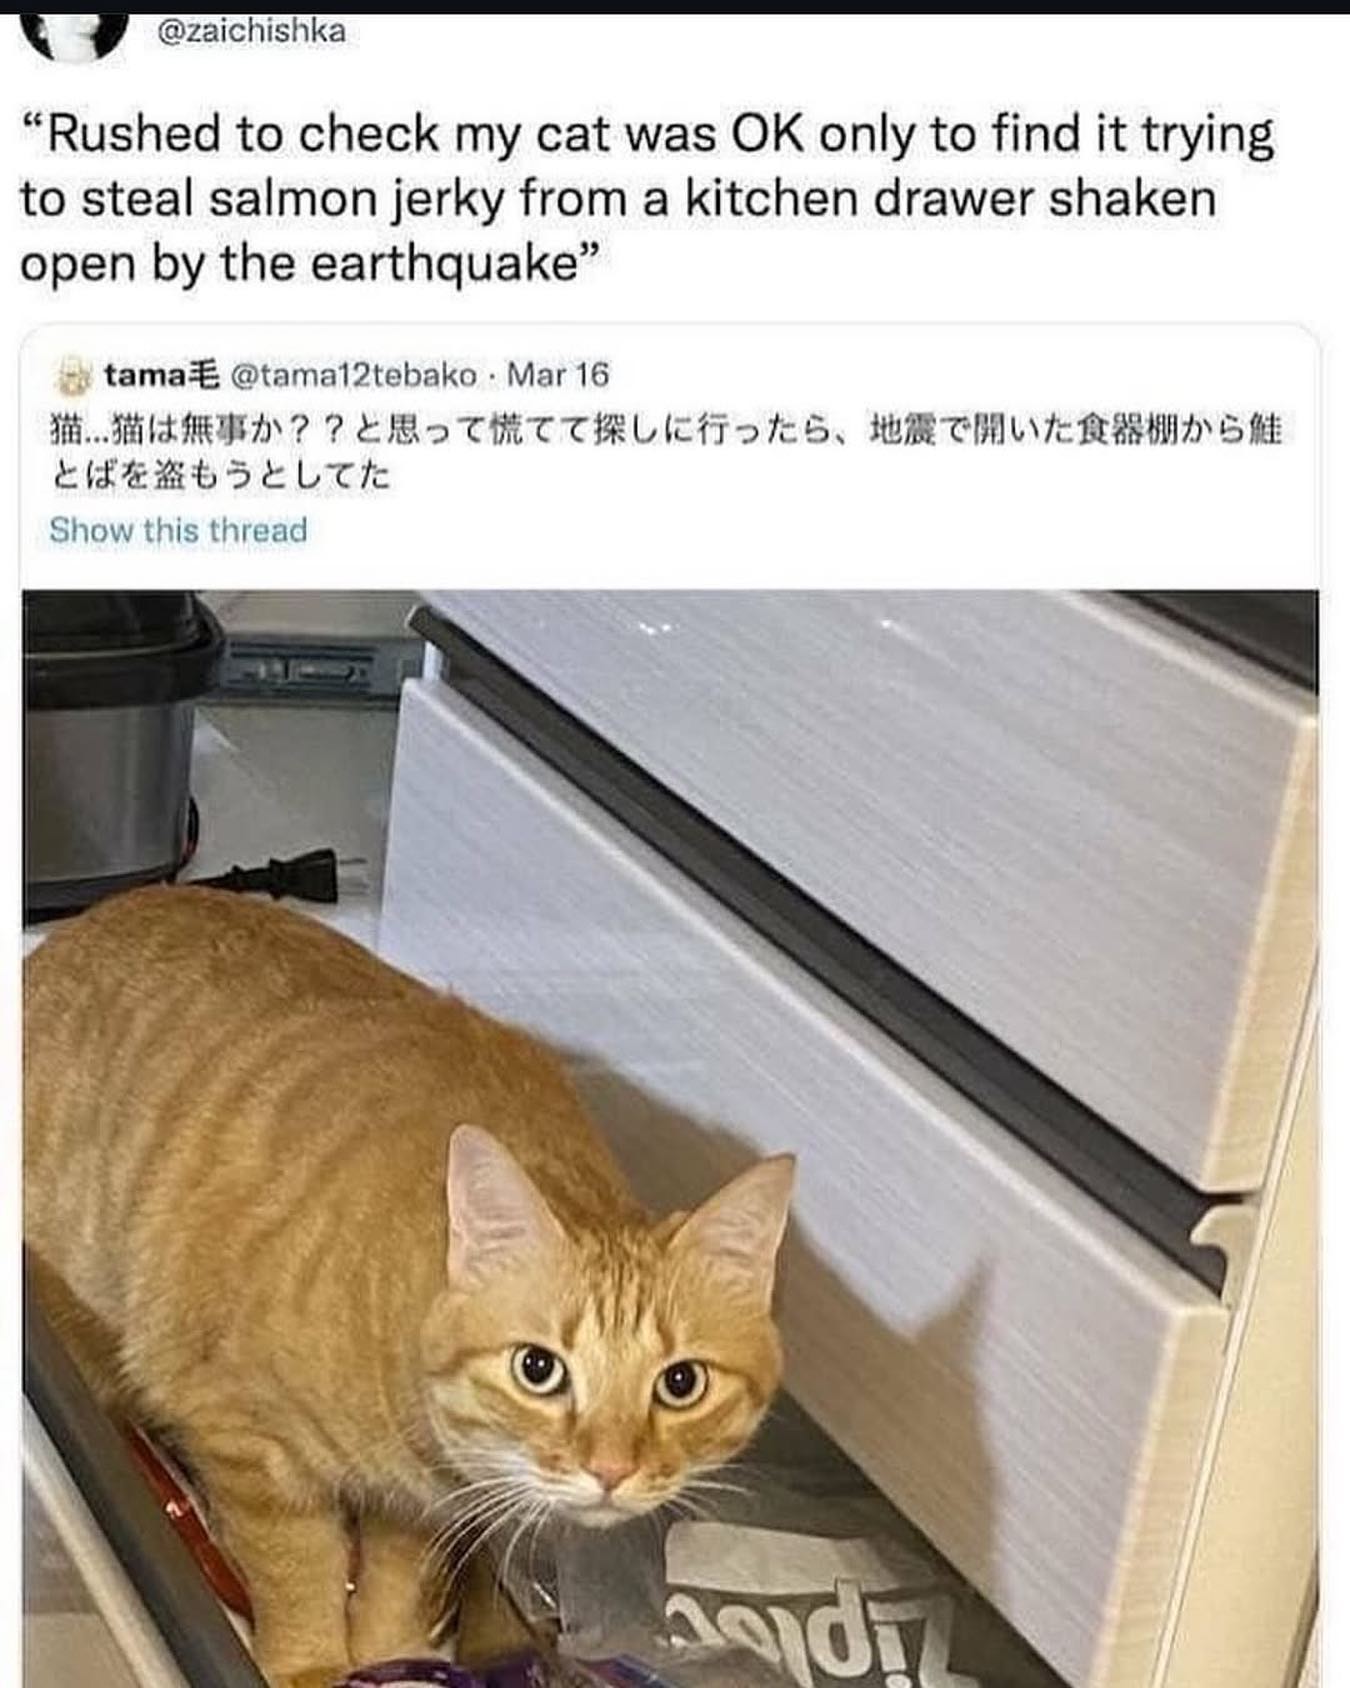 @zaichishka
“Rushed to check my cat was OK only to find it trying
to steal salmon jerky from a kitchen drawer shaken
open by the earthquake”
tama毛 @tama12tebako · Mar 16
猫...猫は無事か？？と思って慌てて探しに行ったら、地震で開いた食器棚から鮭
とばを盗もうとしてた
Show this thread
Ziploc